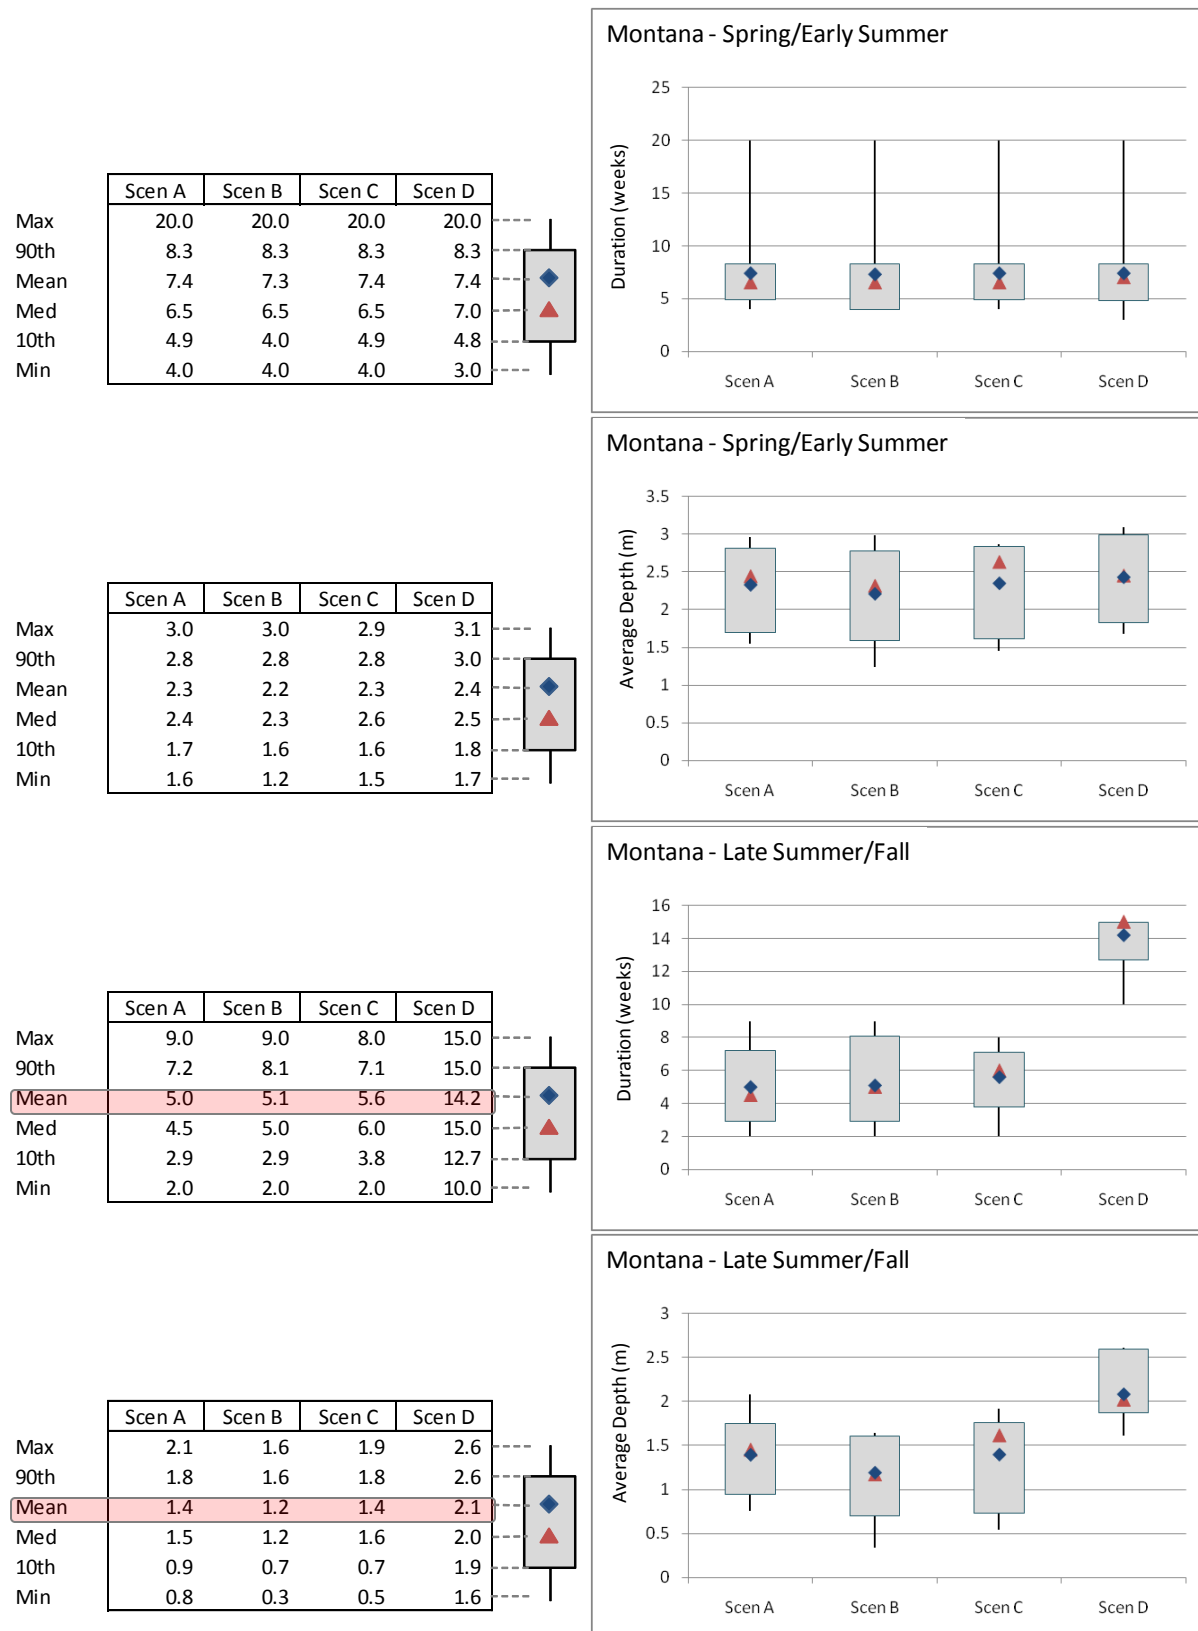 Montana - Spring/Early Summer
Duration (weeks)
25
20
15
10
5
0
Scen A Scen B Scen C Scen D
Scen A Scen B Scen C Scen D
Max 20.0 20.0 20.0 20.0
90th 8.3 8.3 8.3 8.3
Mean 7.4 7.3 7.4 7.4
Med 6.5 6.5 6.5 7.0
10th 4.9 4.0 4.9 4.8
Min 4.0 4.0 4.0 3.0
Montana - Spring/Early Summer
Average Depth (m)
3.5
3
2.5
2
1.5
1
0.5
0
Scen A Scen B Scen C Scen D
Scen A Scen B Scen C Scen D
Max 3.0 3.0 2.9 3.1
90th 2.8 2.8 2.8 3.0
Mean 2.3 2.2 2.3 2.4
Med 2.4 2.3 2.6 2.5
10th 1.7 1.6 1.6 1.8
Min 1.6 1.2 1.5 1.7
Montana - Late Summer/Fall
Duration (weeks)
16
14
12
10
8
6
4
2
0
Scen A Scen B Scen C Scen D
Scen A Scen B Scen C Scen D
Max 9.0 9.0 8.0 15.0
90th 7.2 8.1 7.1 15.0
Mean 5.0 5.1 5.6 14.2
Med 4.5 5.0 6.0 15.0
10th 2.9 2.9 3.8 12.7
Min 2.0 2.0 2.0 10.0
Montana - Late Summer/Fall
Average Depth (m)
3
2.5
2
1.5
1
0.5
0
Scen A Scen B Scen C Scen D
Scen A Scen B Scen C Scen D
Max 2.1 1.6 1.9 2.6
90th 1.8 1.6 1.8 2.6
Mean 1.4 1.2 1.4 2.1
Med 1.5 1.2 1.6 2.0
10th 0.9 0.7 0.7 1.9
Min 0.8 0.3 0.5 1.6